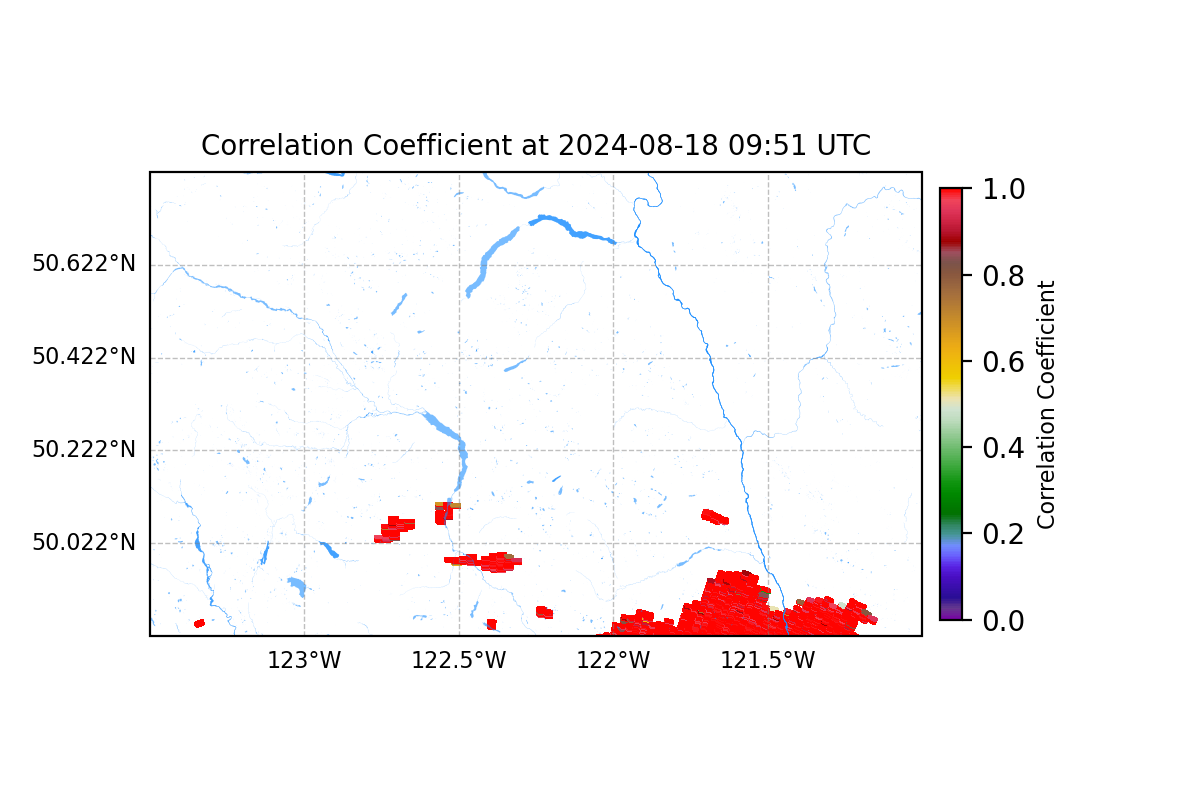 Correlation Coefficient at 2024-08-18 09:51 UTC
50.622°N
50.422°N
50.222°N
50.022°N
123°W
122.5°W
122°W
121.5°W
1.0
0.8
0.6
0.4
0.2
0.0
Correlation Coefficient